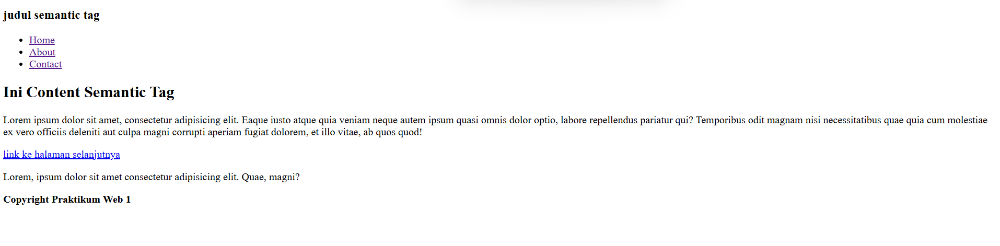 judul semantic tag
Home
About
Contact
Ini Content Semantic Tag
Lorem ipsum dolor sit amet, consectetur adipisicing elit. Eaque iusto atque quia veniam neque autem ipsum quasi omnis dolor optio, labore repellendus pariatur qui? Temporibus odit magnam nisi necessitatibus quae quia cum molestiae
ex vero officiis deleniti aut culpa magni corrupti aperiam fugiat dolorem, et illo vitae, ab quos quod!
link ke halaman selanjutnya
Lorem, ipsum dolor sit amet consectetur adipisicing elit. Quae, magni?
Copyright Praktikum Web 1